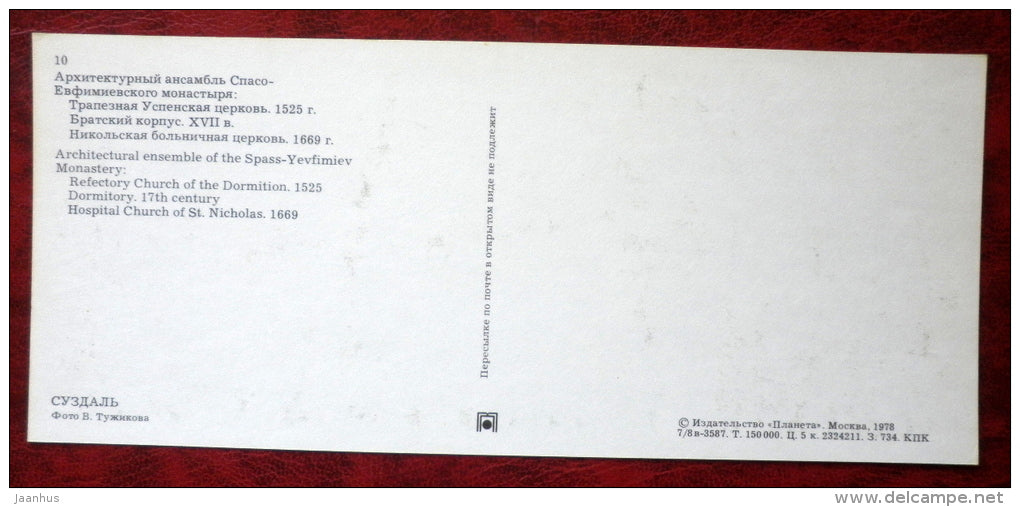 10
Архитектурный ансамбль Спасо-
Евфимиевского монастыря:
Трапезная Успенская церковь. 1525 г.
Братский корпус. XVII в.
Никольская больничная церковь. 1669 г.
Architectural ensemble of the Spass-Yevfimiev
Monastery:
Refectory Church of the Dormition. 1525
Dormitory. 17th century
Hospital Church of St. Nicholas. 1669
СУЗДАЛЬ
Фото В. Тужикова
Пересылке по почте в открытом виде не подлежит
© Издательство «Планета». Москва, 1978
7/8 в-3587. Т. 150 000. Ц. 5 к. 2324211. З. 734. КПК
Jaanhus
delcampe.net